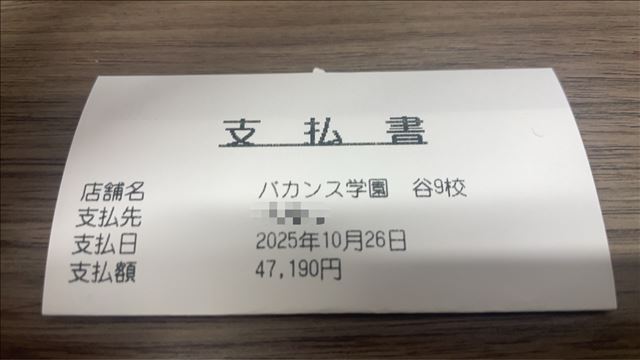 支払書
店舗名 バカンス学園 谷9校
支払先
支払日 2025年10月26日
支払額 47,190円